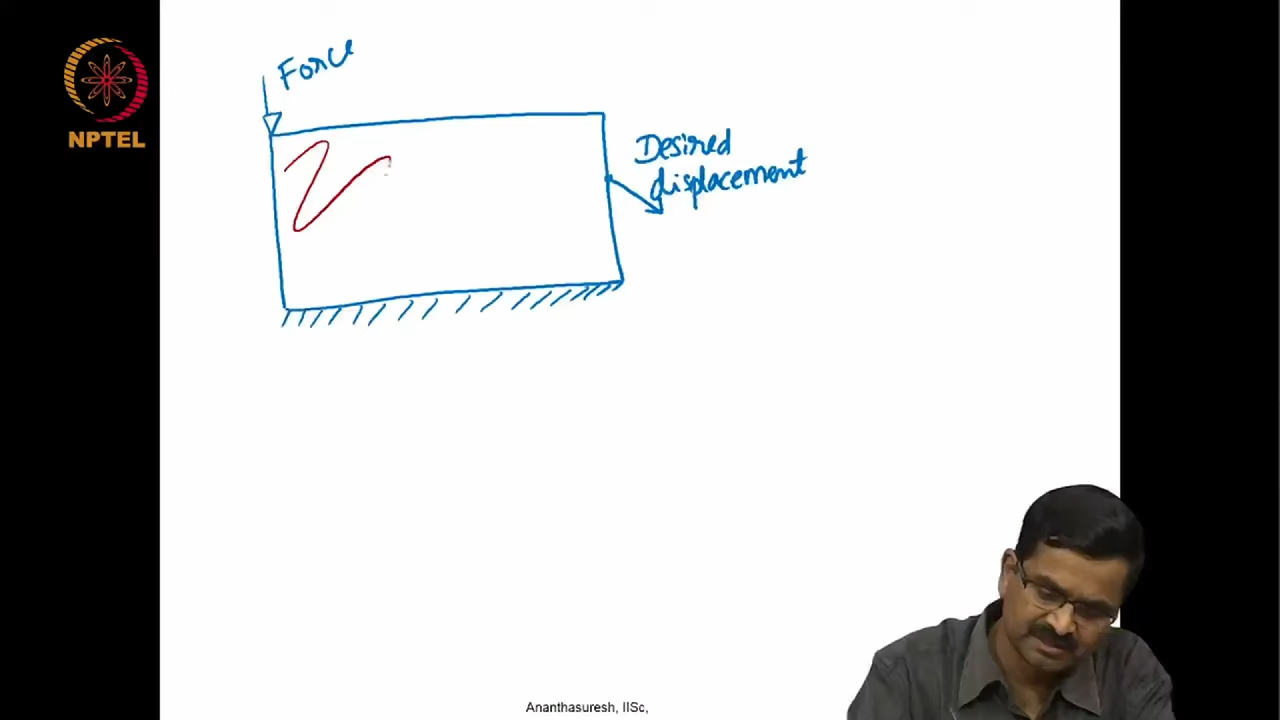 Force
NPTEL
Desired
displacement
Ananthasuresh, IISc,